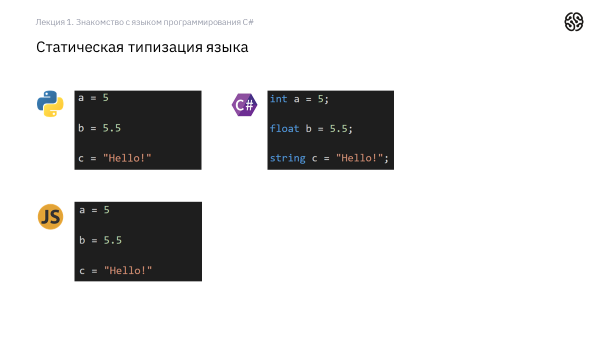 Лекция 1. Знакомство с языком программирования C#
Статическая типизация языка
a = 5
b = 5.5
c = "Hello!"
C#
int a = 5;
float b = 5.5;
string c = "Hello!";
JS
a = 5
b = 5.5
c = "Hello!"